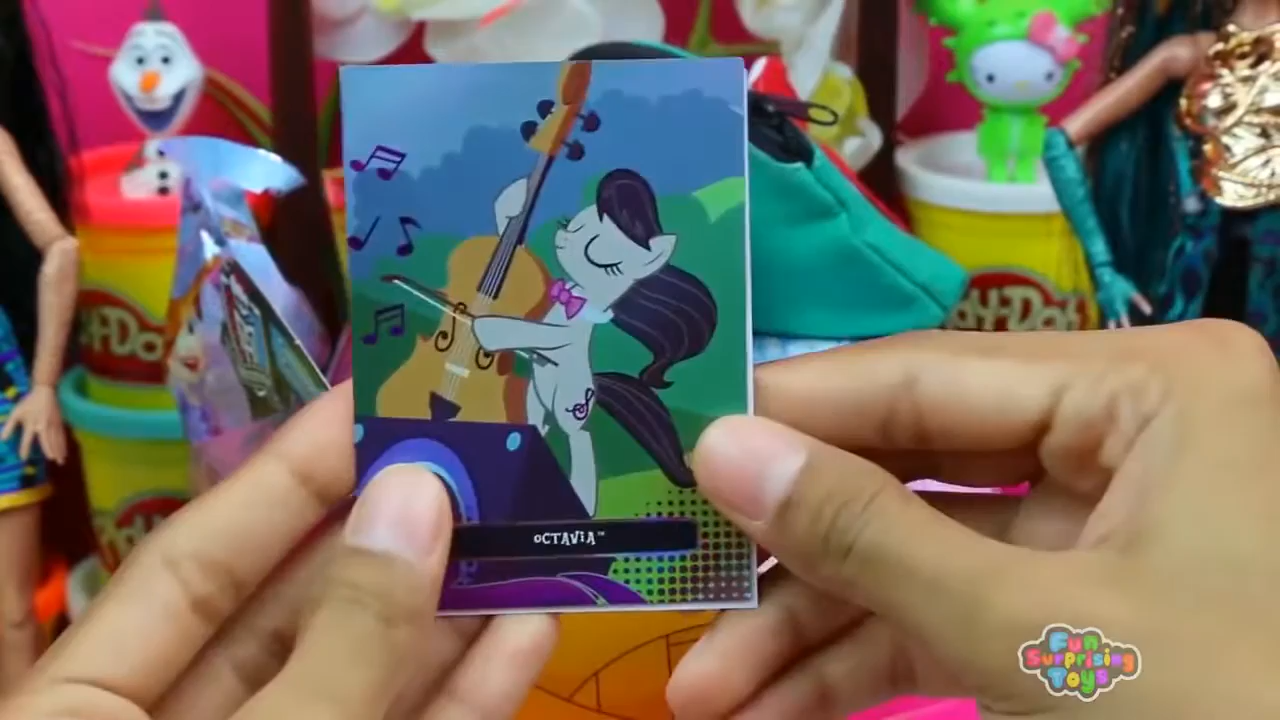 OCTAVIA™
Play-Doh
Play-Doh
Fun
Surprising
Toys